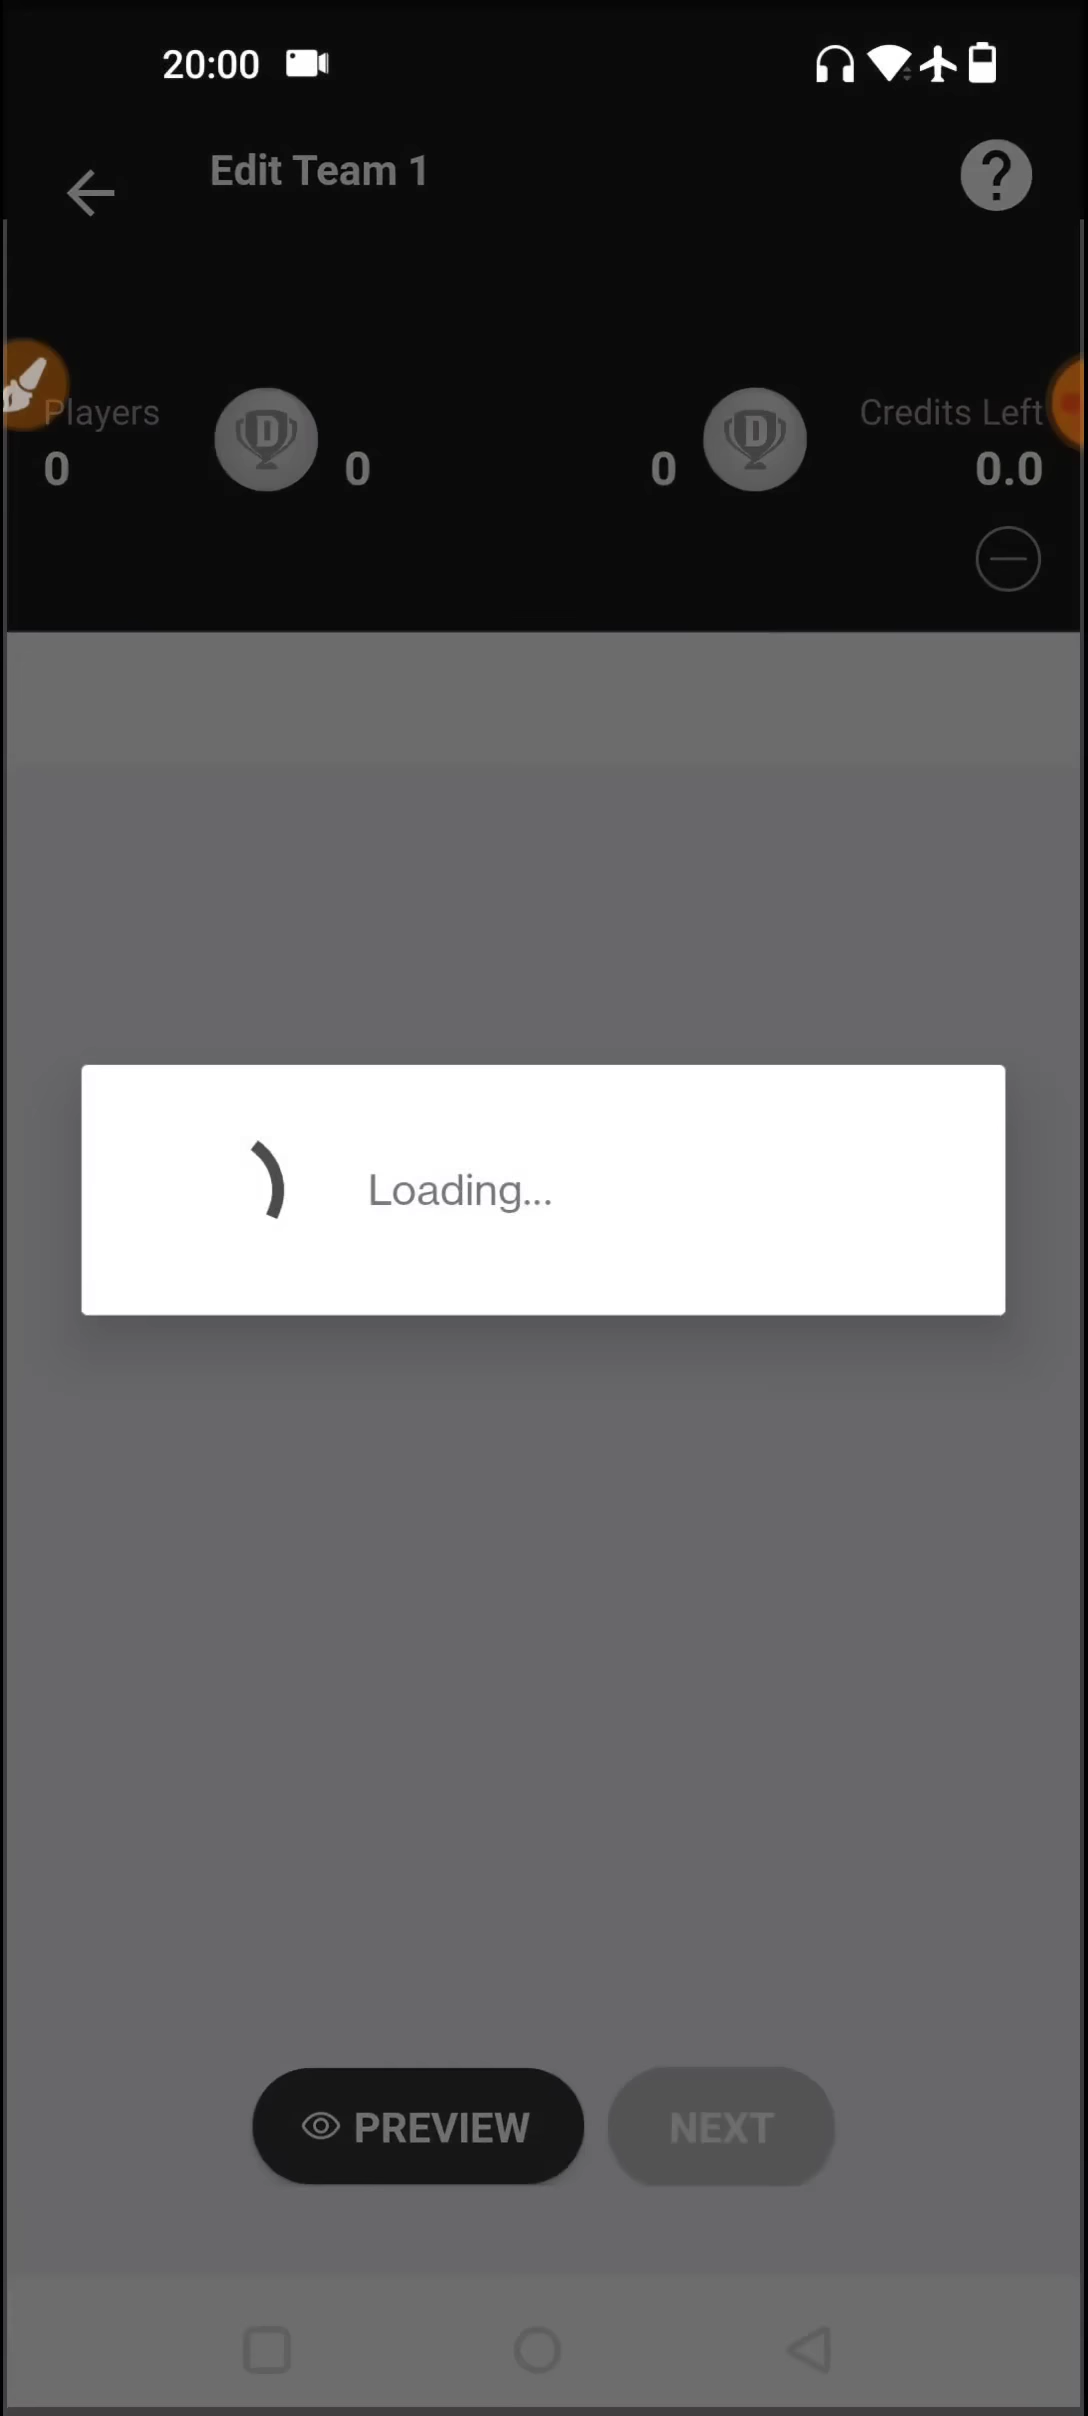 20:00
Edit Team 1
?
Players
Credits Left
0
D
0
0
D
0.0
Loading...
PREVIEW
NEXT